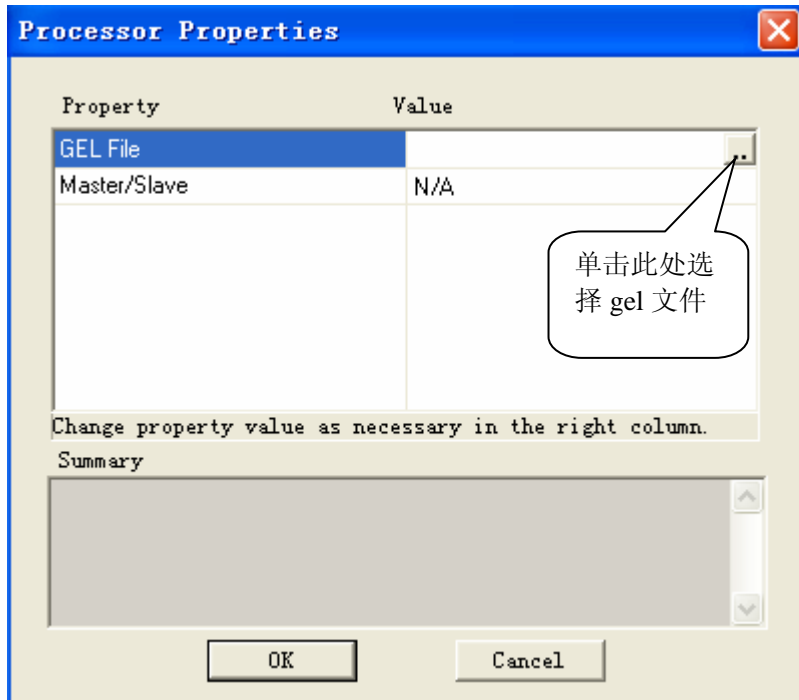 Processor Properties
Property Value
GEL File ..
Master/Slave N/A
单击此处选
择 gel 文件
Change property value as necessary in the right column.
Summary
OK Cancel